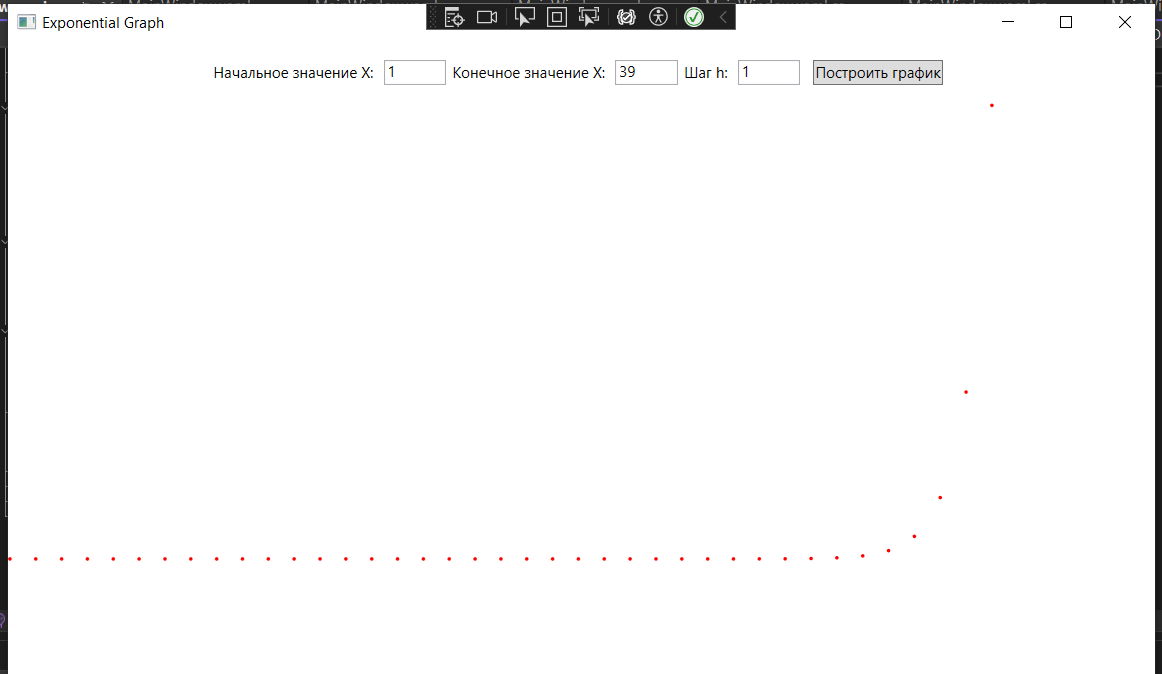 Exponential Graph
Начальное значение X: 1 Конечное значение X: 39 Шаг h: 1 Построить график